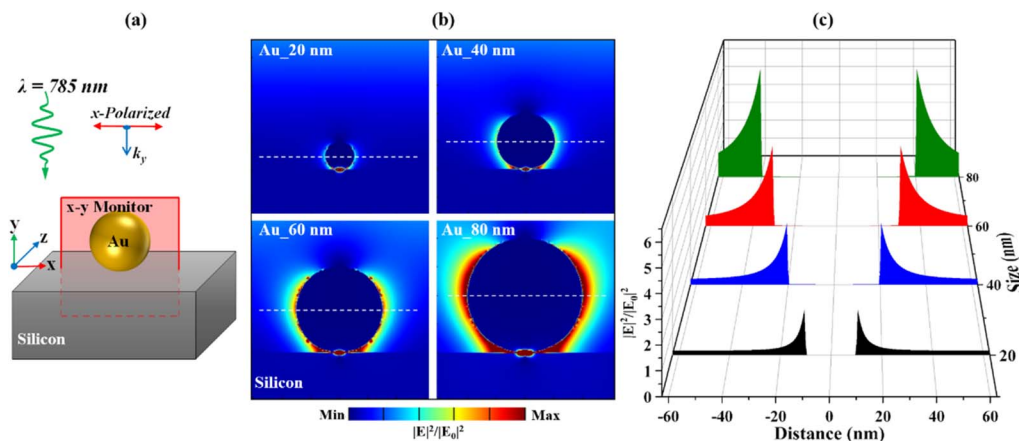 (a)
(b)
(c)
λ = 785 nm
x-Polarized
k_y
x-y Monitor
Au
y
z
x
Silicon
Au_20 nm
Au_40 nm
Au_60 nm
Au_80 nm
Silicon
Min
Max
|E|²/|E₀|²
|E|²/|E₀|²
6
5
4
3
2
1
0
-60
-40
-20
0
20
40
60
Distance (nm)
80
60
40
20
Size (nm)